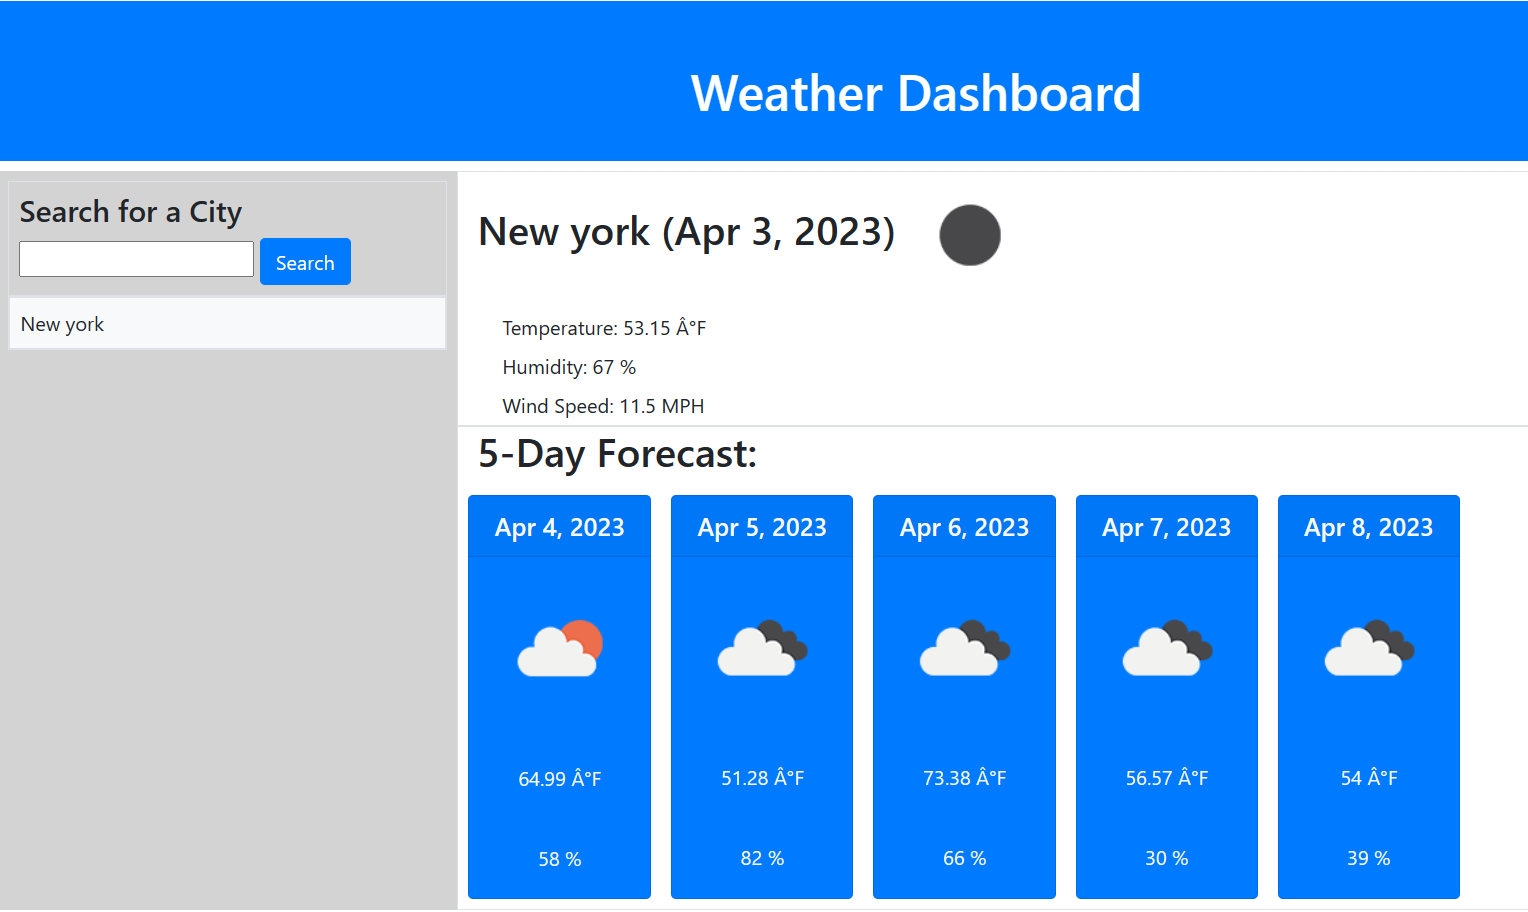 Weather Dashboard
Search for a City
Search
New york
New york (Apr 3, 2023)
Temperature: 53.15 Â°F
Humidity: 67 %
Wind Speed: 11.5 MPH
5-Day Forecast:
Apr 4, 2023
64.99 Â°F
58 %
Apr 5, 2023
51.28 Â°F
82 %
Apr 6, 2023
73.38 Â°F
66 %
Apr 7, 2023
56.57 Â°F
30 %
Apr 8, 2023
54 Â°F
39 %